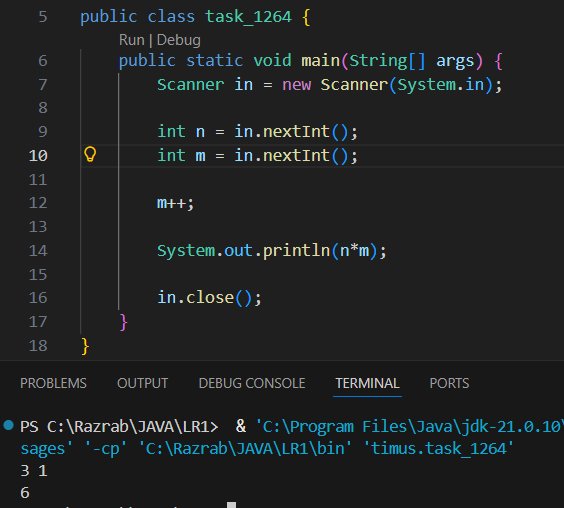 5 public class task_1264 {
Run | Debug
6 public static void main(String[] args) {
7 Scanner in = new Scanner(System.in);
8
9 int n = in.nextInt();
10 int m = in.nextInt();
11
12 m++;
13
14 System.out.println(n*m);
15
16 in.close();
17 }
18 }
PROBLEMS OUTPUT DEBUG CONSOLE TERMINAL PORTS
PS C:\Razrab\JAVA\LR1> & 'C:\Program Files\Java\jdk-21.0.10\
sages' '-cp' 'C:\Razrab\JAVA\LR1\bin' 'timus.task_1264'
3 1
6